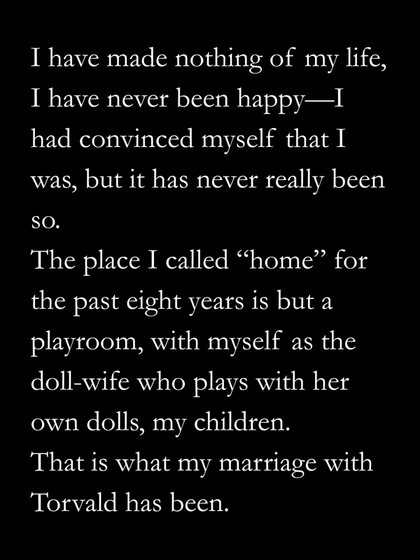 I have made nothing of my life,
I have never been happy—I
had convinced myself that I
was, but it has never really been
so.
The place I called “home” for
the past eight years is but a
playroom, with myself as the
doll-wife who plays with her
own dolls, my children.
That is what my marriage with
Torvald has been.